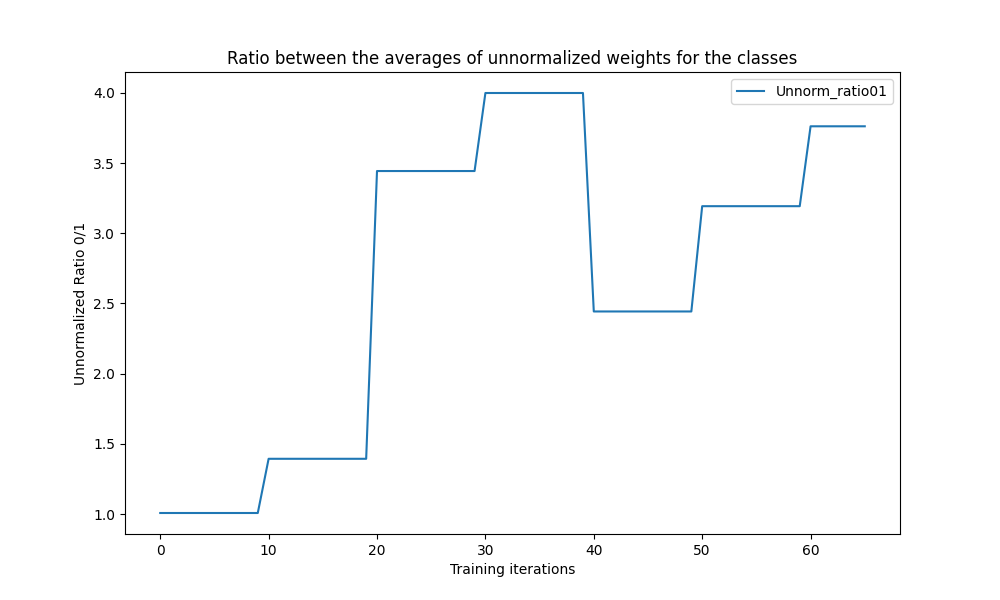 Ratio between the averages of unnormalized weights for the classes
Unnorm_ratio01
4.0
3.5
3.0
2.5
2.0
1.5
1.0
Unnormalized Ratio 0/1
0 10 20 30 40 50 60
Training iterations